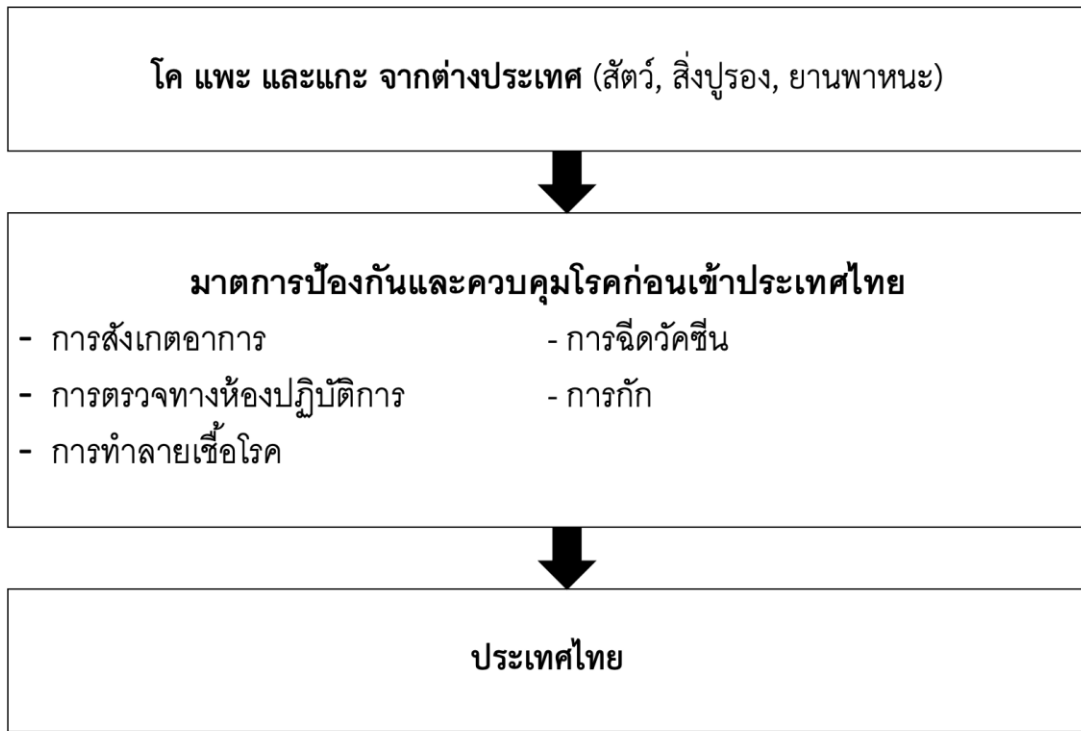 โค แพะ และแกะ จากต่างประเทศ (สัตว์, สิ่งปูรอง, ยานพาหนะ)
มาตการป้องกันและควบคุมโรคก่อนเข้าประเทศไทย
- การสังเกตอาการ - การฉีดวัคซีน
- การตรวจทางห้องปฏิบัติการ - การกัก
- การทำลายเชื้อโรค
ประเทศไทย